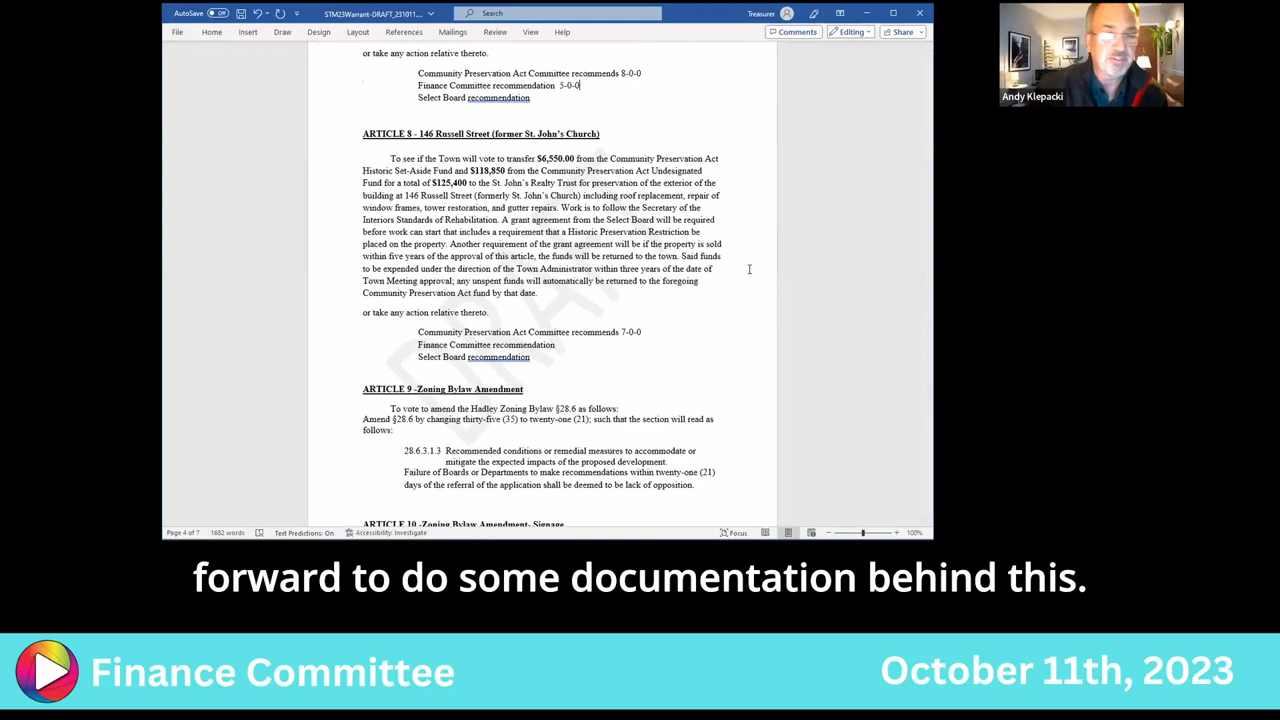 AutoSave Off STM23Warrant-DRAFT_231011.... Search Treasurer
File Home Insert Draw Design Layout References Mailings Review View Help Comments Editing Share
or take any action relative thereto.
Community Preservation Act Committee recommends 8-0-0
Finance Committee recommendation 5-0-0
Select Board recommendation
ARTICLE 8 - 146 Russell Street (former St. John's Church)
To see if the Town will vote to transfer $6,550.00 from the Community Preservation Act
Historic Set-Aside Fund and $118,850 from the Community Preservation Act Undesignated
Fund for a total of $125,400 to the St. John's Realty Trust for preservation of the exterior of the
building at 146 Russell Street (formerly St. John's Church) including roof replacement, repair of
window frames, tower restoration, and gutter repairs. Work is to follow the Secretary of the
Interiors Standards of Rehabilitation. A grant agreement from the Select Board will be required
before work can start that includes a requirement that a Historic Preservation Restriction be
placed on the property. Another requirement of the grant agreement will be if the property is sold
within five years of the approval of this article, the funds will be returned to the town. Said funds
to be expended under the direction of the Town Administrator within three years of the date of
Town Meeting approval; any unspent funds will automatically be returned to the foregoing
Community Preservation Act fund by that date.
or take any action relative thereto.
Community Preservation Act Committee recommends 7-0-0
Finance Committee recommendation
Select Board recommendation
DRAFT
ARTICLE 9 -Zoning Bylaw Amendment
To vote to amend the Hadley Zoning Bylaw §28.6 as follows:
Amend §28.6 by changing thirty-five (35) to twenty-one (21); such that the section will read as
follows:
28.6.3.1.3 Recommended conditions or remedial measures to accommodate or
mitigate the expected impacts of the proposed development.
Failure of Boards or Departments to make recommendations within twenty-one (21)
days of the referral of the application shall be deemed to be lack of opposition.
ARTICLE 10 -Zoning Bylaw Amendment- Signage
Page 4 of 7 1682 words Text Predictions: On Accessibility: Investigate Focus 100%
Andy Klepacki
forward to do some documentation behind this.
Finance Committee
October 11th, 2023